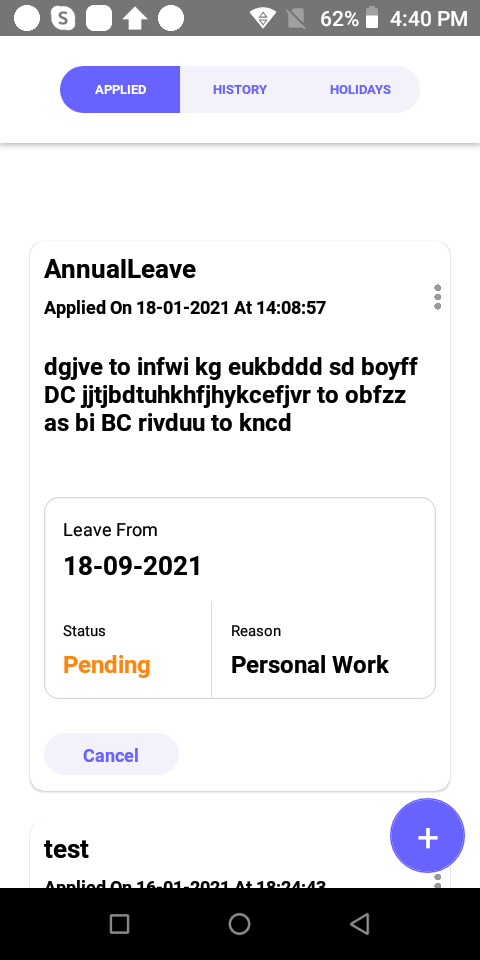 S 62% 4:40 PM
APPLIED HISTORY HOLIDAYS
AnnualLeave
Applied On 18-01-2021 At 14:08:57
dgjve to infwi kg eukbddd sd boyff
DC jjtjbdtuhkhfjhykcefjvr to obfzz
as bi BC rivduu to kncd
Leave From
18-09-2021
Status Reason
Pending Personal Work
Cancel
+
test
Applied On 16-01-2021 At 18:24:43